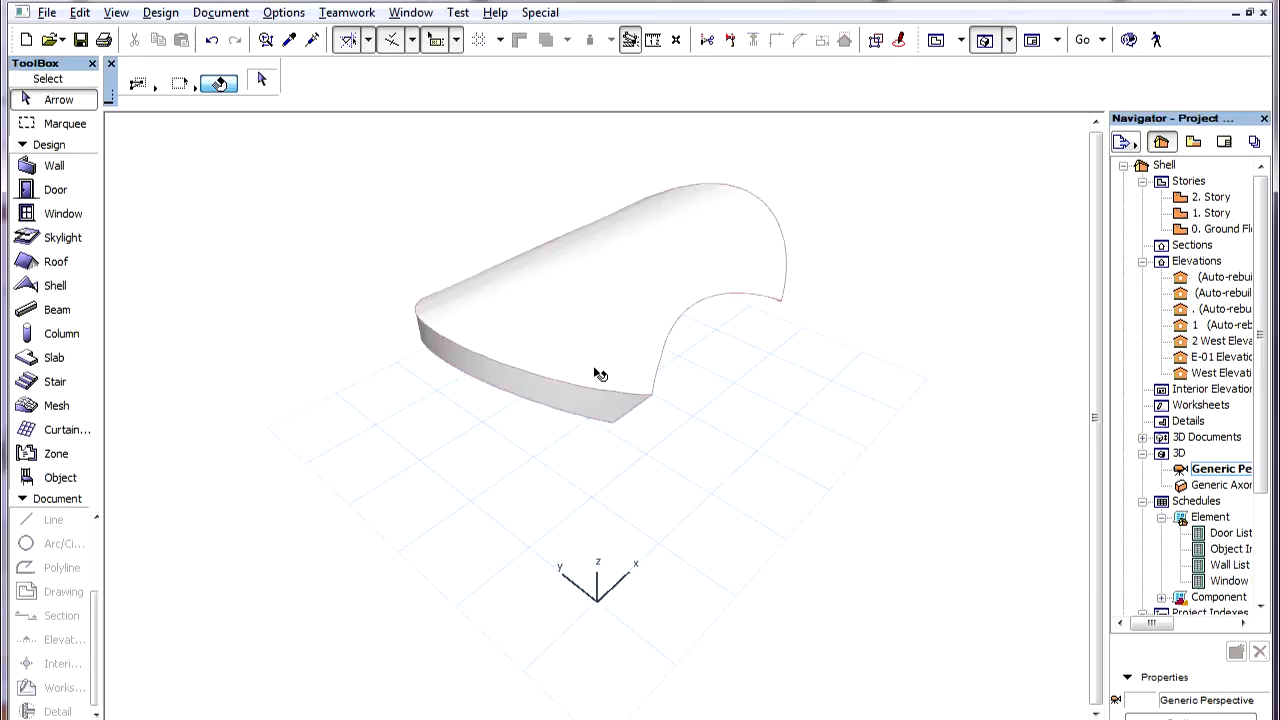 File Edit View Design Document Options Teamwork Window Test Help Special
Go
ToolBox
Select
Arrow
Marquee
Design
Wall
Door
Window
Skylight
Roof
Shell
Beam
Column
Slab
Stair
Mesh
Curtain...
Zone
Object
Document
Line
Arc/Ci...
Polyline
Drawing
Section
Elevat...
Interi...
Works...
Detail
y z x
Navigator - Project ...
Shell
Stories
2. Story
1. Story
0. Ground Fl
Sections
Elevations
(Auto-rebui
(Auto-rebuil
. (Auto-rebu
1 (Auto-reb
2 West Eleva
E-01 Elevatio
West Elevati
Interior Elevation
Worksheets
Details
3D Documents
3D
Generic Pe
Generic Axor
Schedules
Element
Door List
Object In
Wall List
Window
Component
Project Indexes
Properties
Generic Perspective